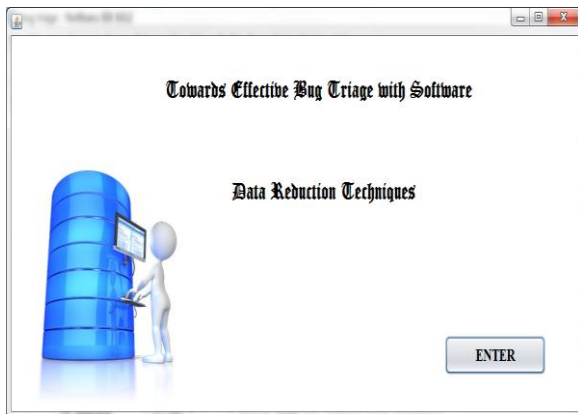 Towards Effective Bug Triage with Software
Data Reduction Techniques
ENTER